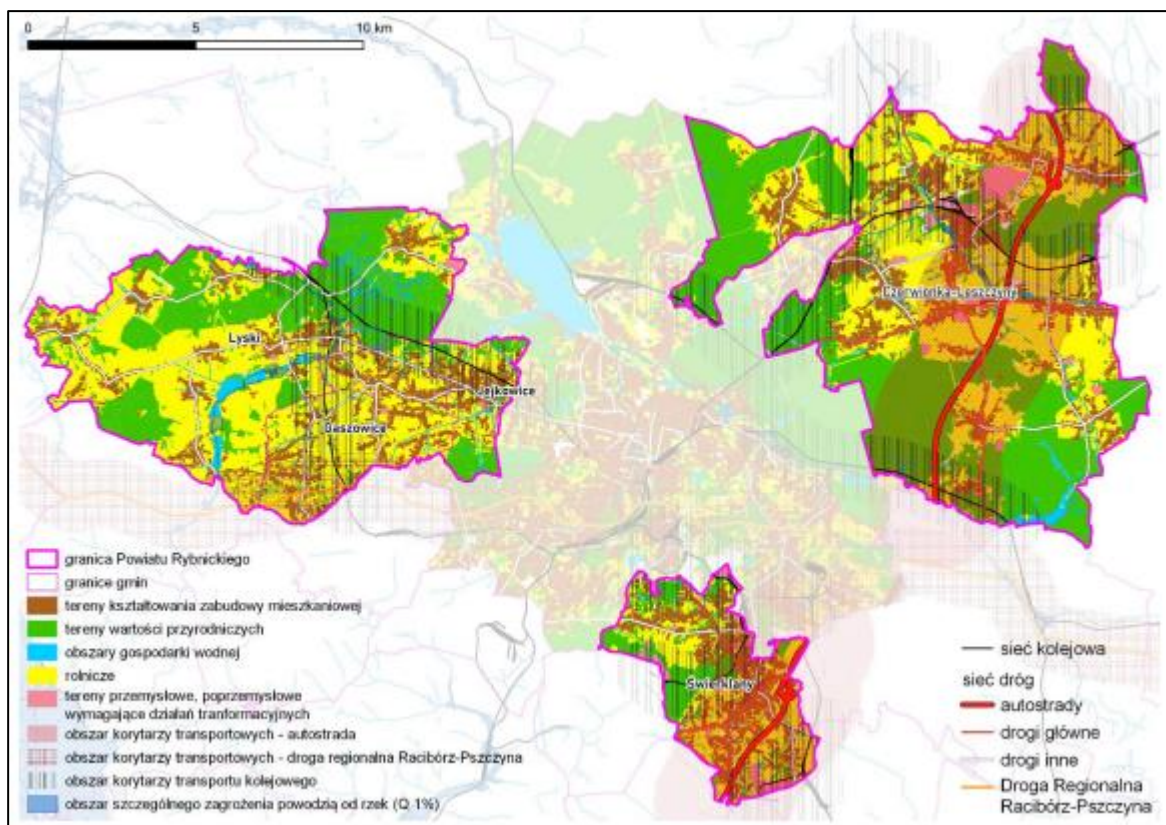 0 5 10 km
Czerwionka-Leszczyny
Lyski
Jejkowice
Gaszowice
Świerklany
granica Powiatu Rybnickiego
granice gmin
tereny kształtowania zabudowy mieszkaniowej
tereny wartości przyrodniczych
obszary gospodarki wodnej
rolnicze
tereny przemysłowe, poprzemysłowe
wymagające działań tranformacyjnych
obszar korytarzy transportowych - autostrada
obszar korytarzy transportowych - droga regionalna Racibórz-Pszczyna
obszar korytarzy transportu kolejowego
obszar szczególnego zagrożenia powodzią od rzek (Q 1%)
sieć kolejowa
sieć dróg
autostrady
drogi główne
drogi inne
Droga Regionalna
Racibórz-Pszczyna